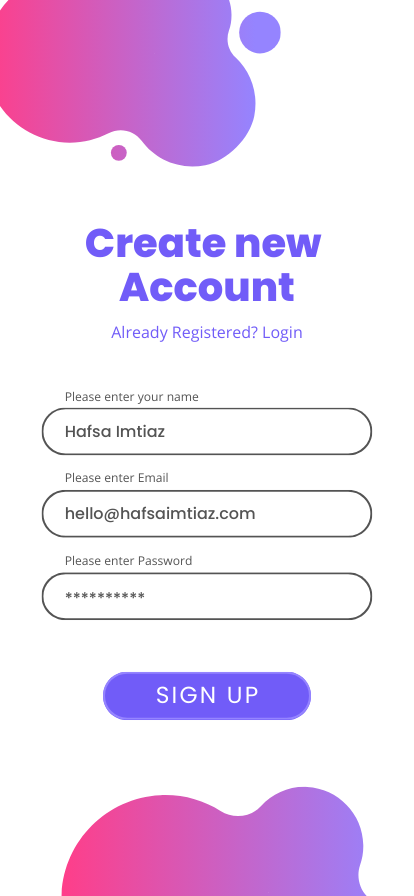 Create new
Account
Already Registered? Login
Please enter your name
Hafsa Imtiaz
Please enter Email
hello@hafsaimtiaz.com
Please enter Password
**********
SIGN UP